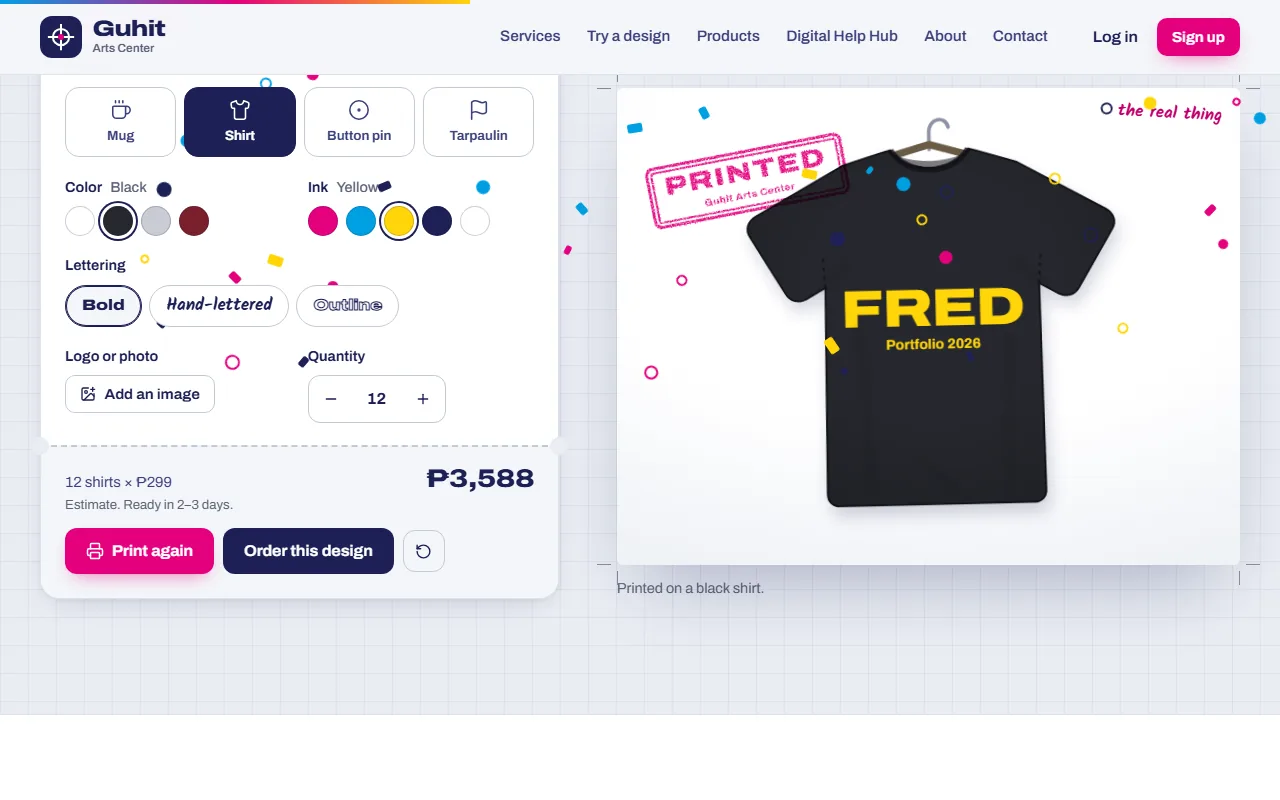 Guhit
Arts Center
Services
Try a design
Products
Digital Help Hub
About
Contact
Log in
Sign up
Mug
Shirt
Button pin
Tarpaulin
Color Black
Ink Yellow
Lettering
Bold
Hand-lettered
Outline
Logo or photo
Quantity
Add an image
− 12 +
12 shirts × ₱299
₱3,588
Estimate. Ready in 2–3 days.
Print again
Order this design
the real thing
PRINTED
Guhit Arts Center
FRED
Portfolio 2026
Printed on a black shirt.